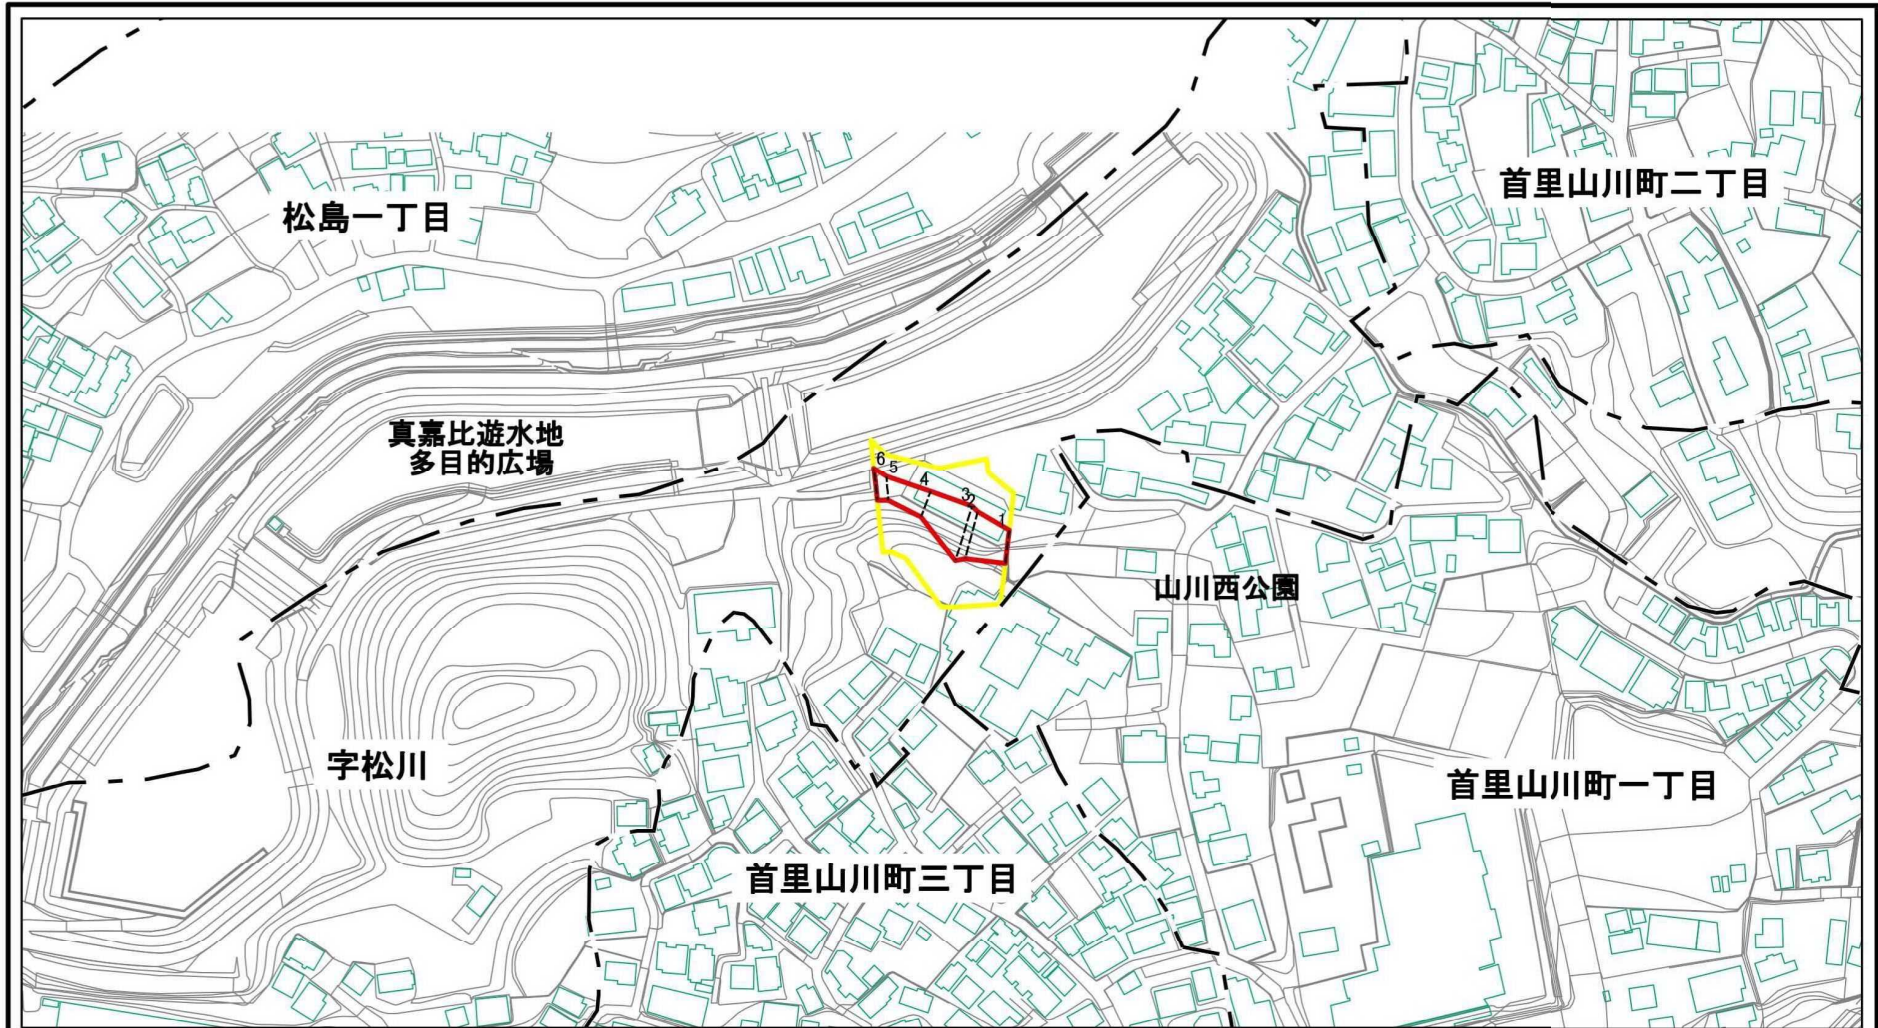 首里山川町二丁目
松島一丁目
真嘉比遊水地
多目的広場
6
5
4
3
2
1
山川西公園
字松川
首里山川町一丁目
首里山川町三丁目